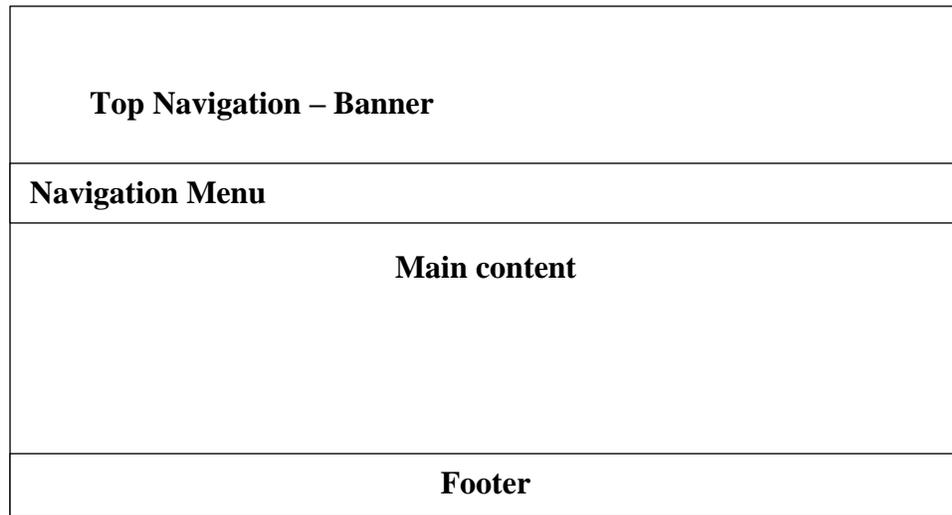 Top Navigation – Banner
Navigation Menu
Main content
Footer